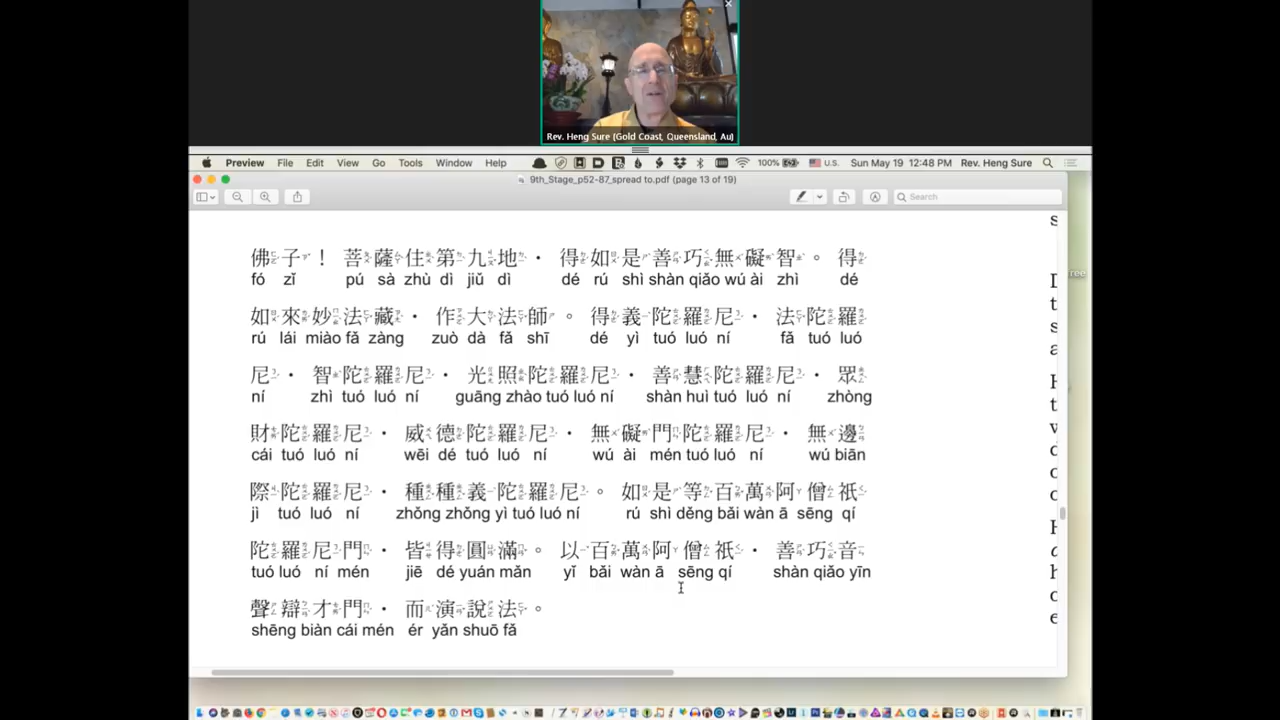 Rev. Heng Sure (Gold Coast, Queensland, Au)
Preview File Edit View Go Tools Window Help 100% U.S. Sun May 19 12:48 PM Rev. Heng Sure
9th_Stage_p52-87_spread to.pdf (page 13 of 19)
Search
佛子！菩薩住第九地・得如是善巧無礙智。得
fó zǐ pú sà zhù dì jiǔ dì dé rú shì shàn qiǎo wú ài zhì dé
如來妙法藏・作大法師。得義陀羅尼・法陀羅
rú lái miào fǎ zàng zuò dà fǎ shī dé yì tuó luó ní fǎ tuó luó
尼・智陀羅尼・光照陀羅尼・善慧陀羅尼・眾
ní zhì tuó luó ní guāng zhào tuó luó ní shàn huì tuó luó ní zhòng
財陀羅尼・威德陀羅尼・無礙門陀羅尼・無邊
cái tuó luó ní wēi dé tuó luó ní wú ài mén tuó luó ní wú biān
際陀羅尼・種種義陀羅尼。如是等百萬阿僧祇
jì tuó luó ní zhǒng zhǒng yì tuó luó ní rú shì děng bǎi wàn ā sēng qí
陀羅尼門・皆得圓滿。以百萬阿僧祇・善巧音
tuó luó ní mén jiē dé yuán mǎn yǐ bǎi wàn ā sēng qí shàn qiǎo yīn
聲辯才門・而演說法。
shēng biàn cái mén ér yǎn shuō fǎ